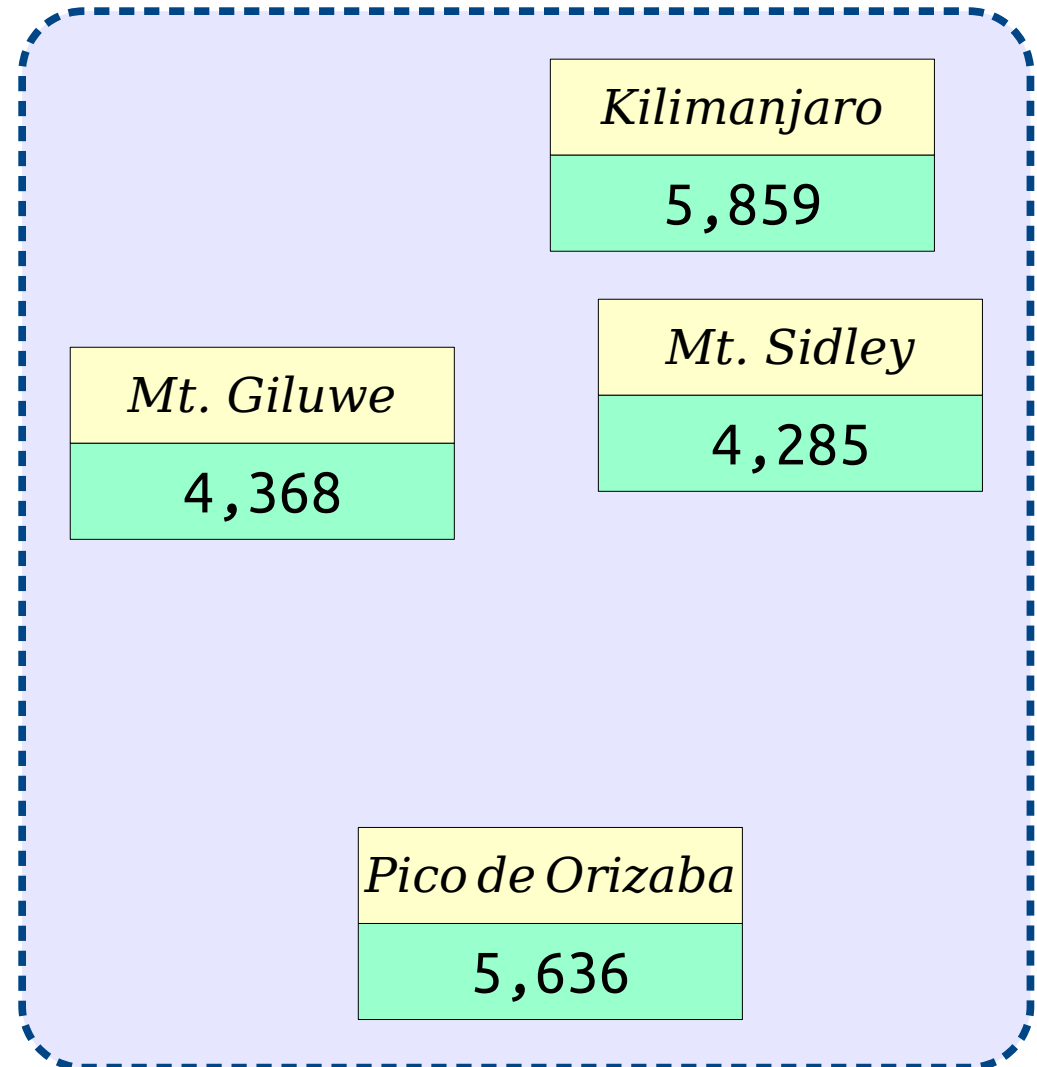 Kilimanjaro
5,859
Mt. Sidley
4,285
Mt. Giluwe
4,368
Pico de Orizaba
5,636